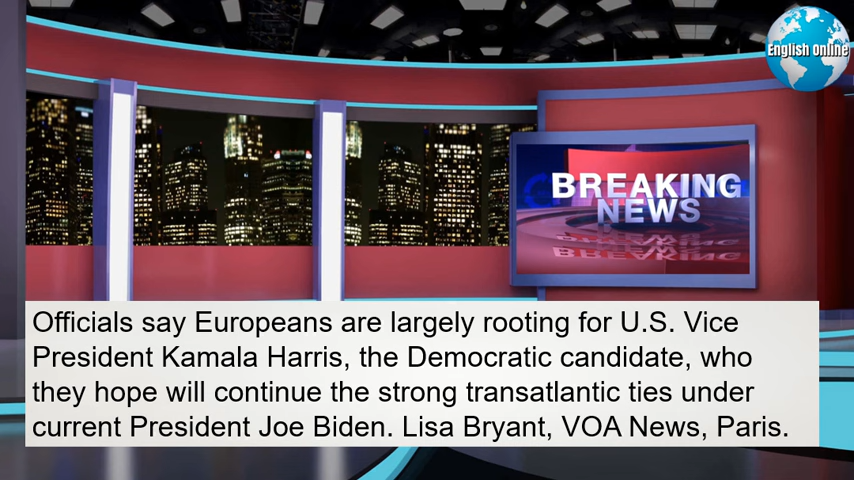 English online
BREAKING
NEWS
Officials say Europeans are largely rooting for U.S. Vice
President Kamala Harris, the Democratic candidate, who
they hope will continue the strong transatlantic ties under
current President Joe Biden. Lisa Bryant, VOA News, Paris.